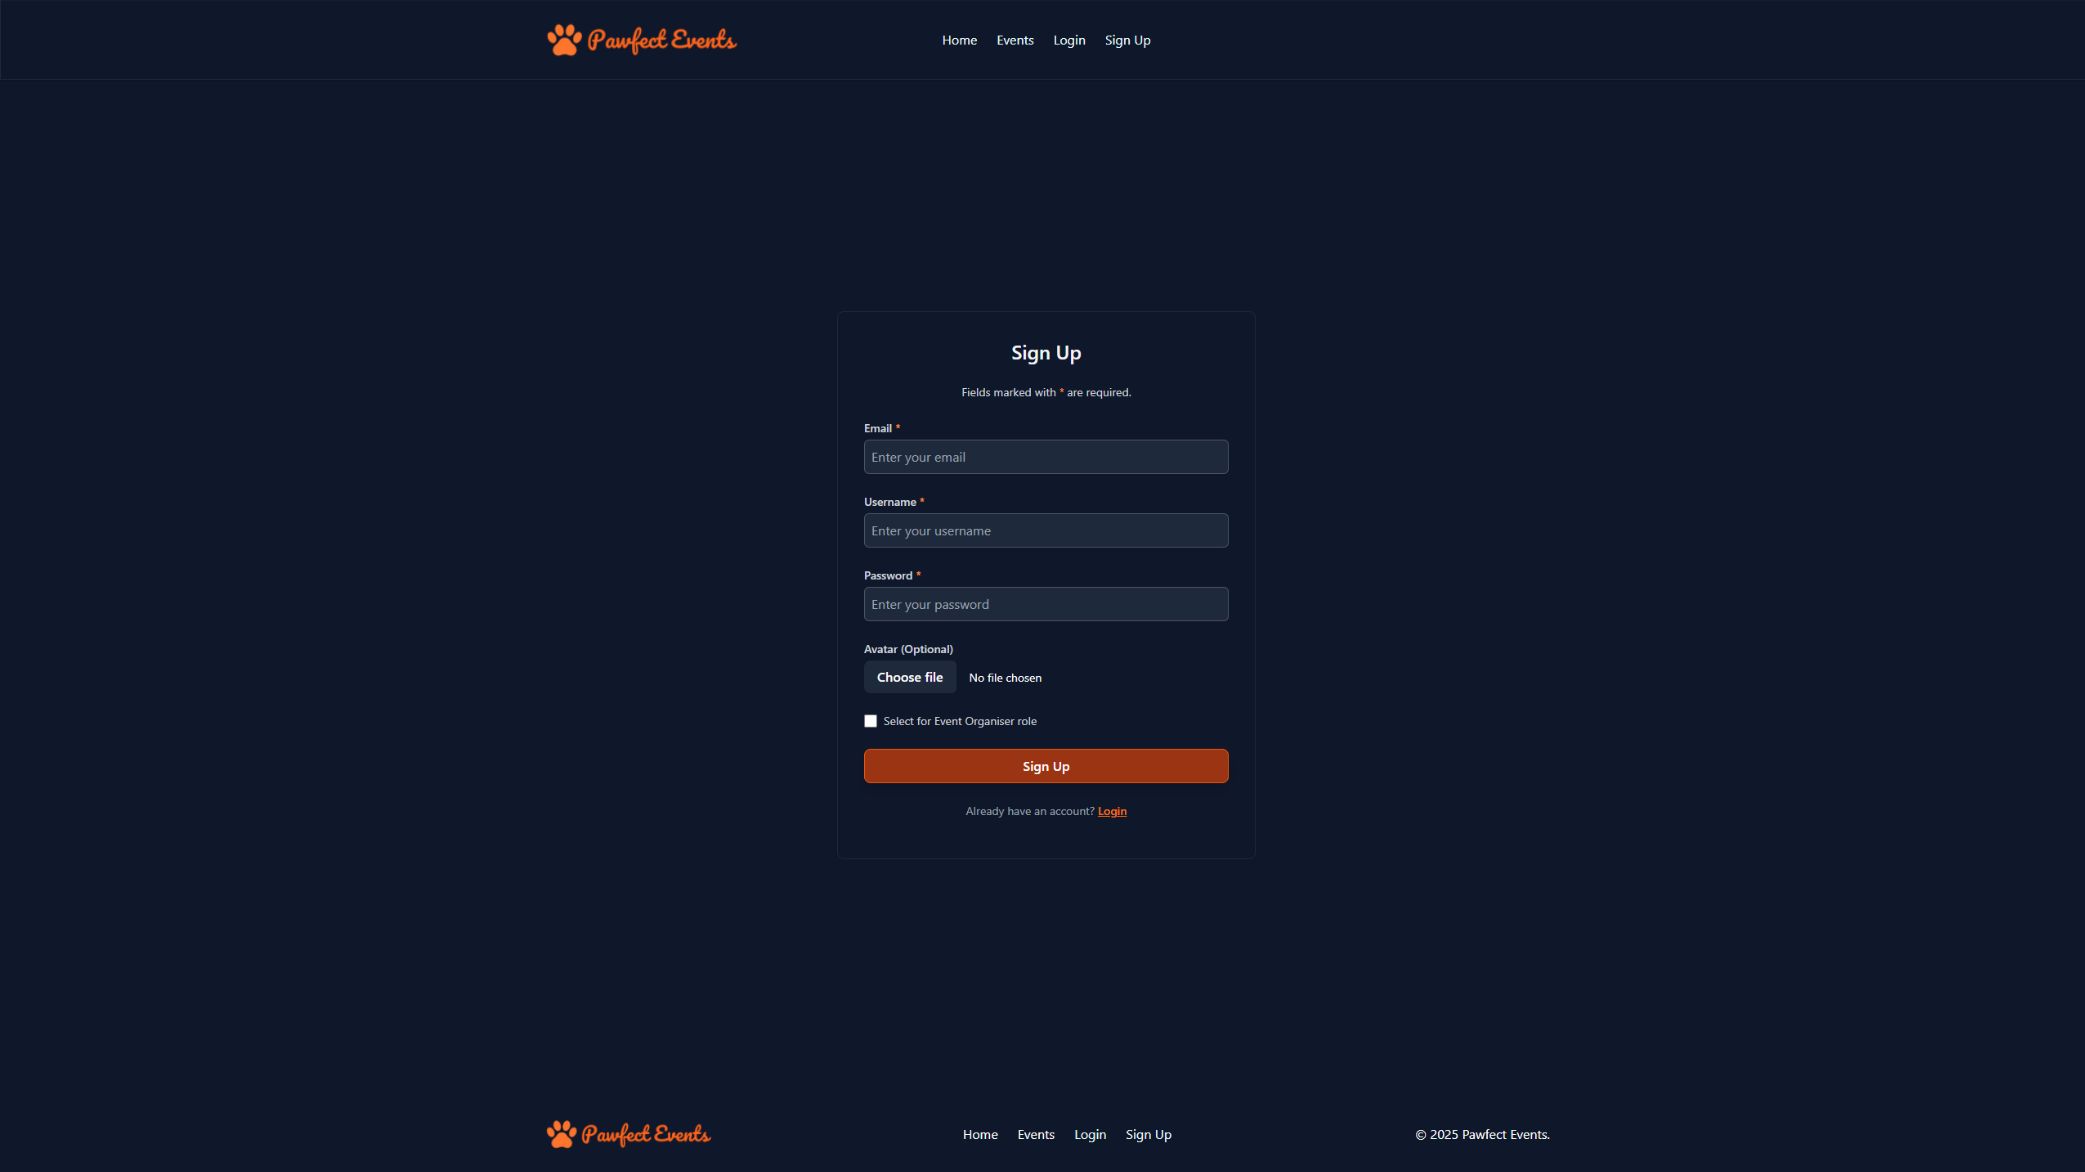 Pawfect Events
Home Events Login Sign Up
Sign Up
Fields marked with * are required.
Email *
Enter your email
Username *
Enter your username
Password *
Enter your password
Avatar (Optional)
Choose file No file chosen
Select for Event Organiser role
Sign Up
Already have an account? Login
Pawfect Events
Home Events Login Sign Up
© 2025 Pawfect Events.